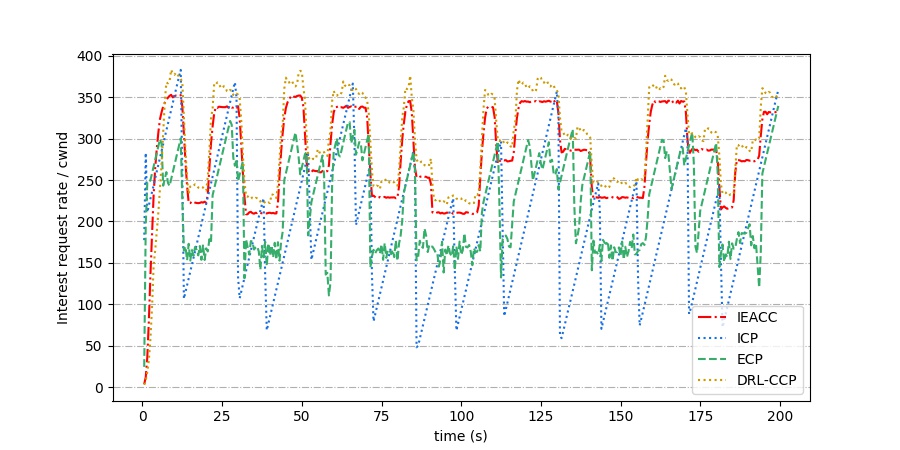 400
350
300
250
200
150
100
50
0
Interest request rate / cwnd
0 25 50 75 100 125 150 175 200
time (s)
IEACC
ICP
ECP
DRL-CCP